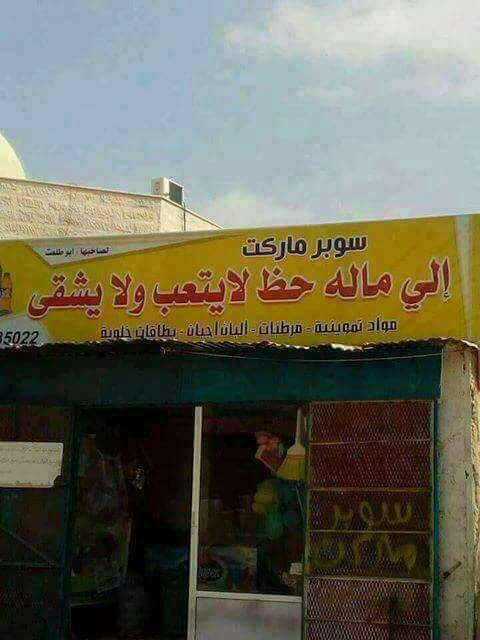 سوبر ماركت
لصاحبها - أبو طلعت
إلي ماله حظ لايتعب ولا يشقى
مواد تموينية - مرطبات - ألبان أجبان - بطاقات خلوية
35022
سوبر
ماركت